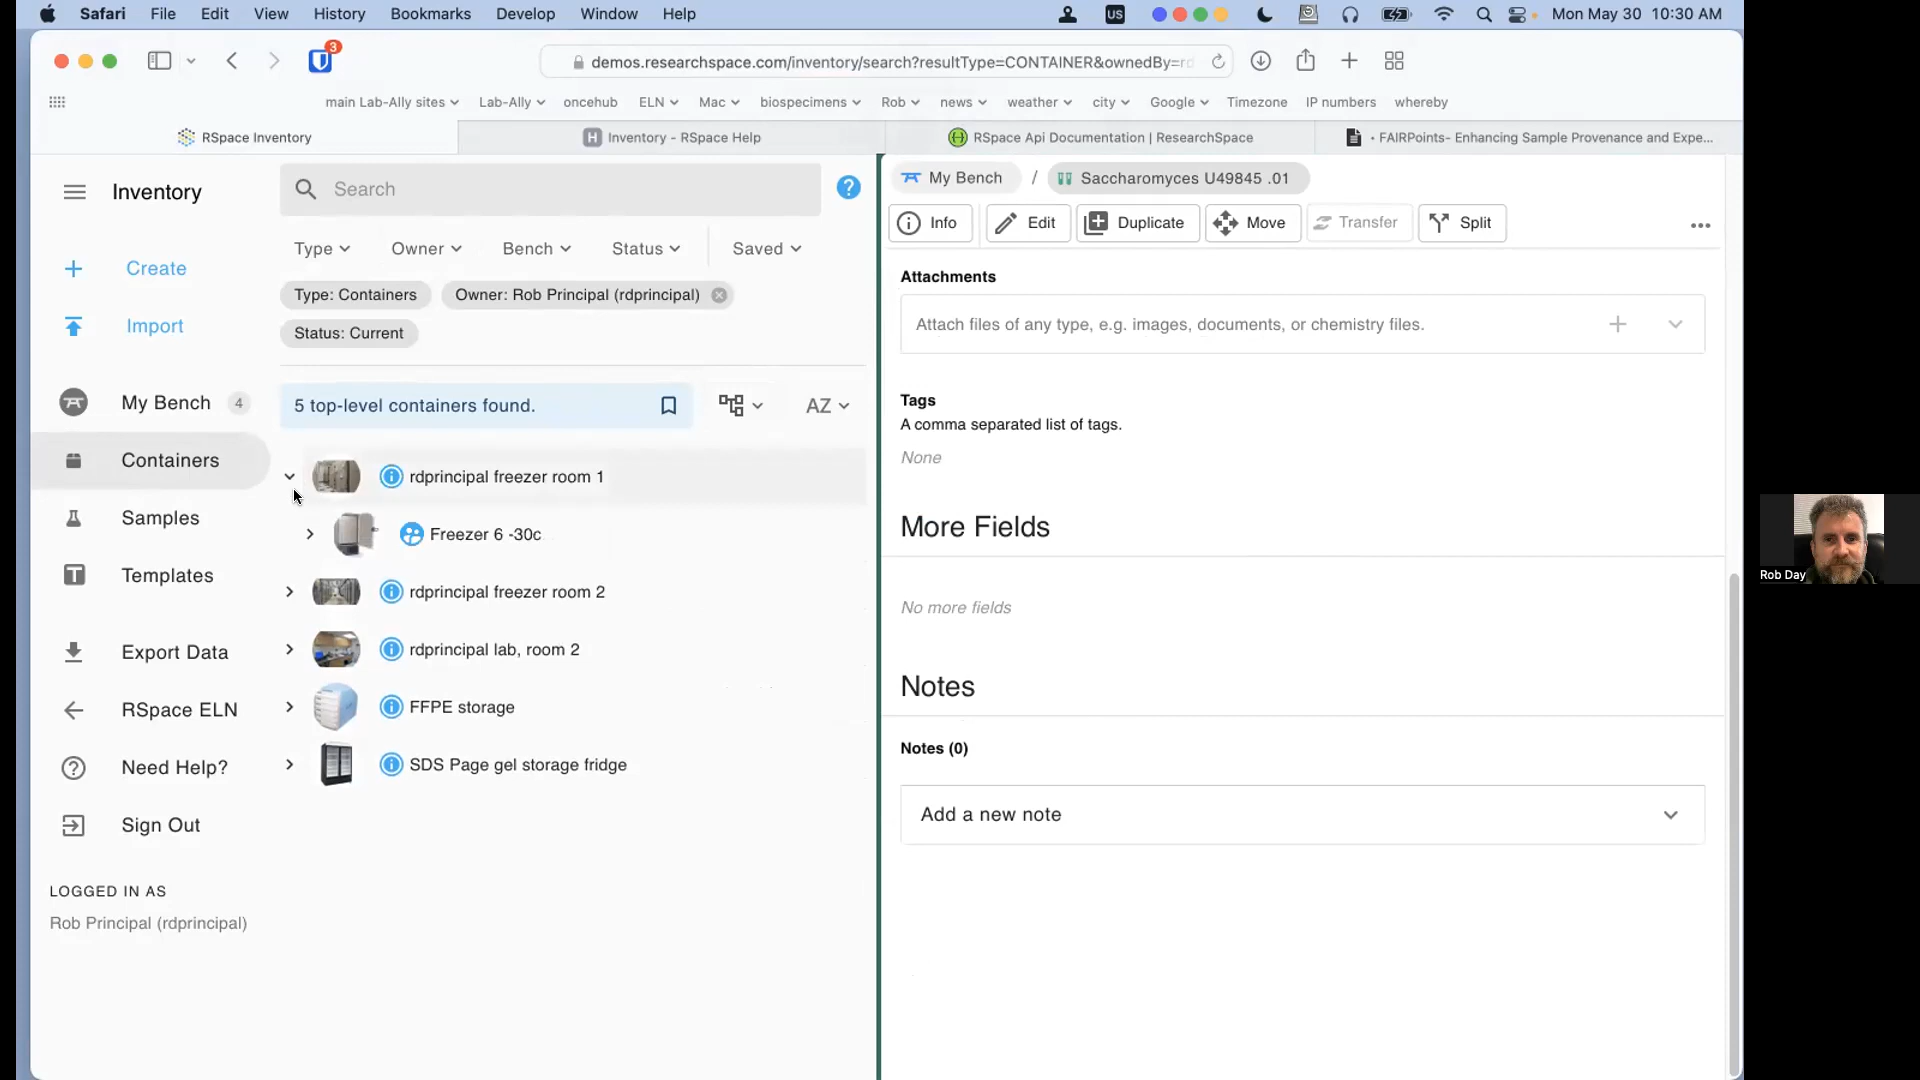 Safari File Edit View History Bookmarks Develop Window Help US Mon May 30 10:30 AM
3
demos.researchspace.com/inventory/search?resultType=CONTAINER&ownedBy=rd
main Lab-Ally sites Lab-Ally oncehub ELN Mac biospecimens Rob news weather city Google Timezone IP numbers whereby
RSpace Inventory
H Inventory - RSpace Help
RSpace Api Documentation | ResearchSpace
· FAIRPoints- Enhancing Sample Provenance and Expe...
Inventory
Create
Import
My Bench 4
Containers
Samples
Templates
Export Data
RSpace ELN
Need Help?
Sign Out
LOGGED IN AS
Rob Principal (rdprincipal)
Search
Type Owner Bench Status Saved
Type: Containers Owner: Rob Principal (rdprincipal)
Status: Current
5 top-level containers found. AZ
rdprincipal freezer room 1
Freezer 6 -30c
rdprincipal freezer room 2
rdprincipal lab, room 2
FFPE storage
SDS Page gel storage fridge
My Bench / Saccharomyces U49845 .01
Info Edit Duplicate Move Transfer Split
Attachments
Attach files of any type, e.g. images, documents, or chemistry files.
Tags
A comma separated list of tags.
None
More Fields
No more fields
Notes
Notes (0)
Add a new note
Rob Day